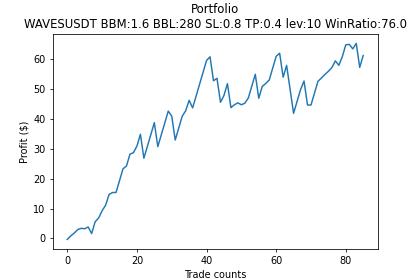 Portfolio
WAVESUSDT BBM:1.6 BBL:280 SL:0.8 TP:0.4 lev:10 WinRatio:76.0
Profit ($)
60
50
40
30
20
10
0
0 20 40 60 80
Trade counts